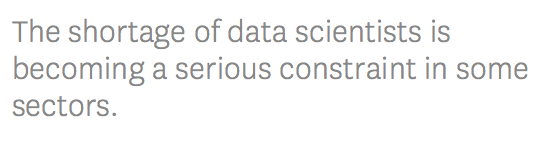 The shortage of data scientists is
becoming a serious constraint in some
sectors.